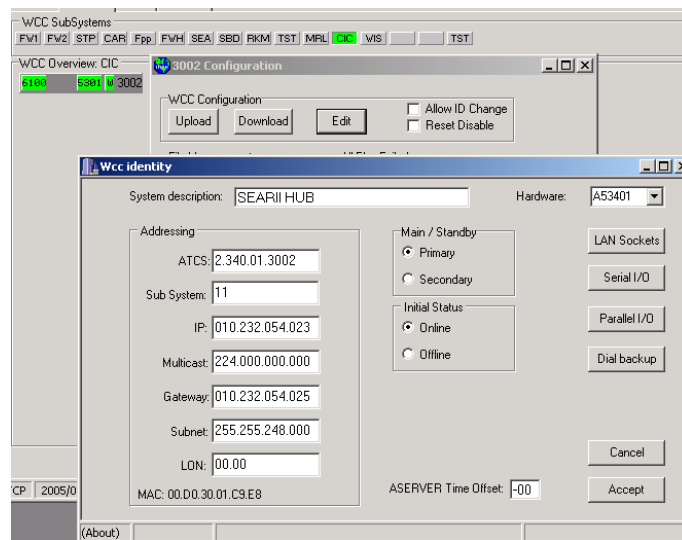 WCC SubSystems
FW1 FW2 STP CAR Fpp FWH SEA SBD RKM TST MRL CIC WIS TST
WCC Overview: CIC
6100 5301 W 3002
3002 Configuration
WCC Configuration
Upload Download Edit
Allow ID Change
Reset Disable
Wcc identity
System description: SEARII HUB Hardware: A53401
Addressing
ATCS: 2.340.01.3002
Sub System: 11
IP: 010.232.054.023
Multicast: 224.000.000.000
Gateway: 010.232.054.025
Subnet: 255.255.248.000
LON: 00.00
MAC: 00.D0.30.01.C9.E8
Main / Standby
Primary
Secondary
Initial Status
Online
Offline
LAN Sockets
Serial I/O
Parallel I/O
Dial backup
ASERVER Time Offset: -00
Cancel
Accept
CP 2005/0
(About)